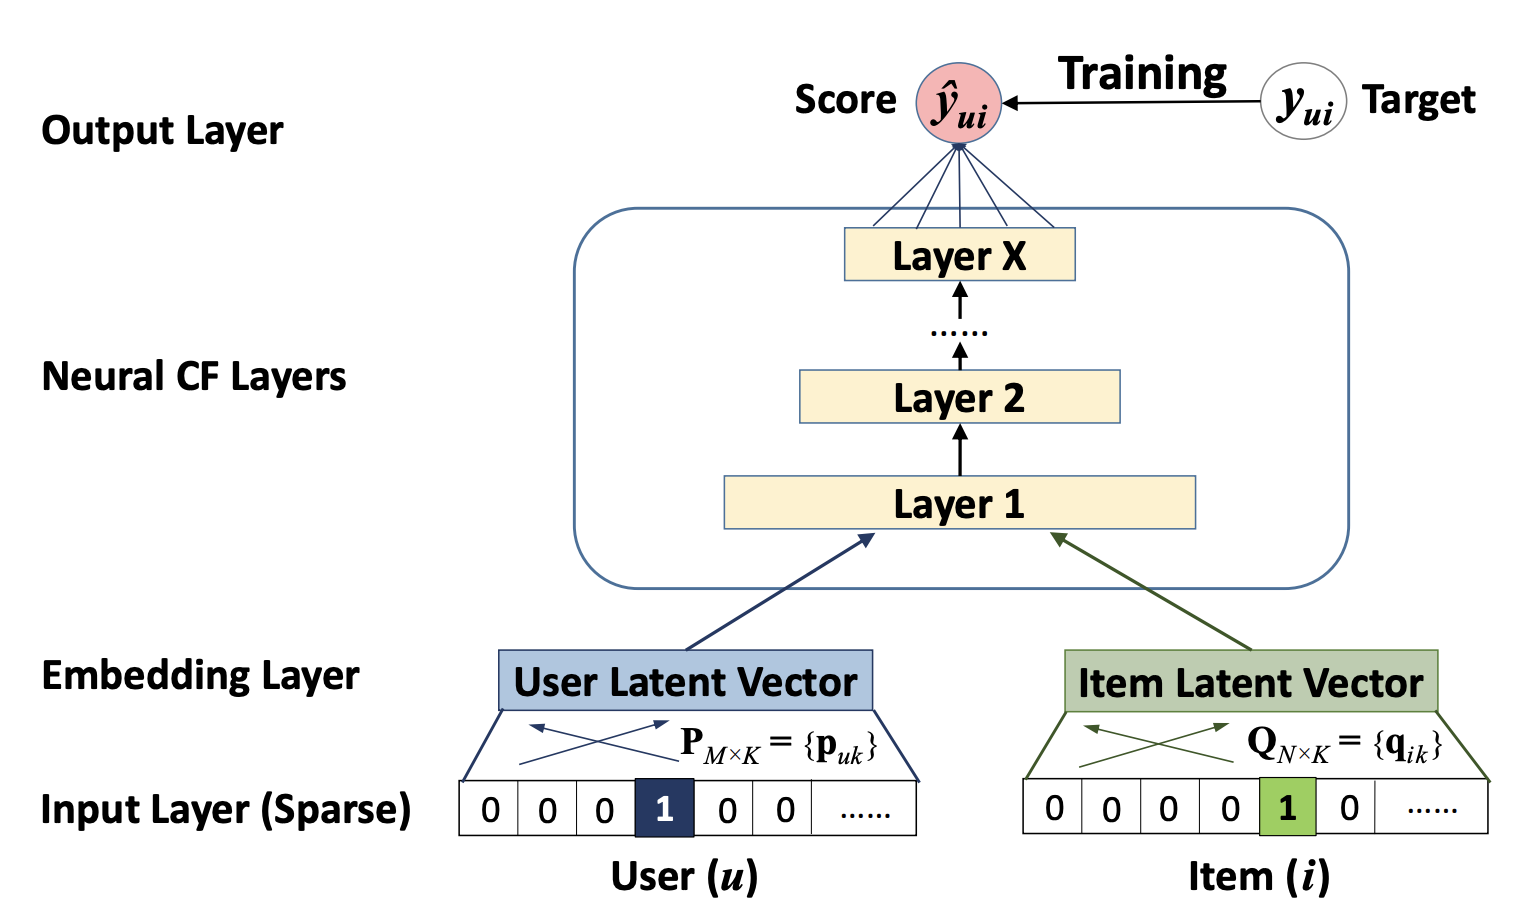 Output Layer
Score
ŷui
Training
yui
Target
Neural CF Layers
Layer X
......
Layer 2
Layer 1
Embedding Layer
User Latent Vector
Item Latent Vector
P M×K = {puk}
Q N×K = {qik}
Input Layer (Sparse)
0 0 0 1 0 0 ......
0 0 0 0 1 0 ......
User (u)
Item (i)